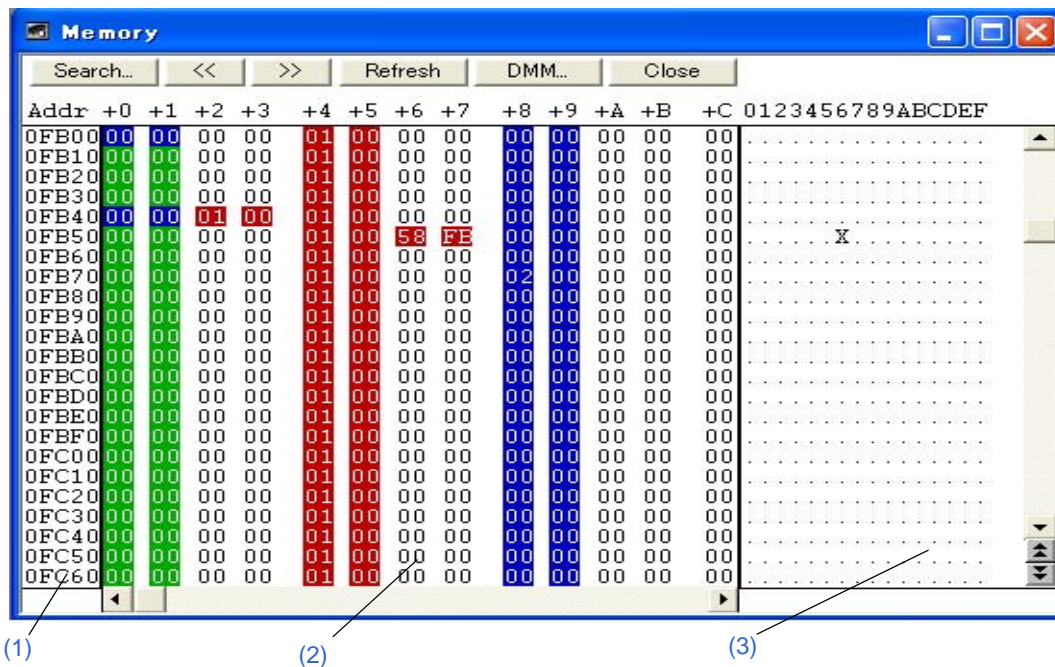 Memory
Search... << >> Refresh DMM... Close
Addr +0 +1 +2 +3 +4 +5 +6 +7 +8 +9 +A +B +C 0123456789ABCDEF
0FB00 00 00 00 00 01 00 00 00 00 00 00 00 00 ................
0FB10 00 00 00 00 01 00 00 00 00 00 00 00 00 ................
0FB20 00 00 00 00 01 00 00 00 00 00 00 00 00 ................
0FB30 00 00 00 00 01 00 00 00 00 00 00 00 00 ................
0FB40 00 00 01 00 01 00 00 00 00 00 00 00 00 ................
0FB50 00 00 00 00 01 00 58 FB 00 00 00 00 00 ......X.........
0FB60 00 00 00 00 01 00 00 00 00 00 00 00 00 ................
0FB70 00 00 00 00 01 00 00 00 02 00 00 00 00 ................
0FB80 00 00 00 00 01 00 00 00 00 00 00 00 00 ................
0FB90 00 00 00 00 01 00 00 00 00 00 00 00 00 ................
0FBA0 00 00 00 00 01 00 00 00 00 00 00 00 00 ................
0FBB0 00 00 00 00 01 00 00 00 00 00 00 00 00 ................
0FBC0 00 00 00 00 01 00 00 00 00 00 00 00 00 ................
0FBD0 00 00 00 00 01 00 00 00 00 00 00 00 00 ................
0FBE0 00 00 00 00 01 00 00 00 00 00 00 00 00 ................
0FBF0 00 00 00 00 01 00 00 00 00 00 00 00 00 ................
0FC00 00 00 00 00 01 00 00 00 00 00 00 00 00 ................
0FC10 00 00 00 00 01 00 00 00 00 00 00 00 00 ................
0FC20 00 00 00 00 01 00 00 00 00 00 00 00 00 ................
0FC30 00 00 00 00 01 00 00 00 00 00 00 00 00 ................
0FC40 00 00 00 00 01 00 00 00 00 00 00 00 00 ................
0FC50 00 00 00 00 01 00 00 00 00 00 00 00 00 ................
0FC60 00 00 00 00 01 00 00 00 00 00 00 00 00 ................
(1) (2) (3)